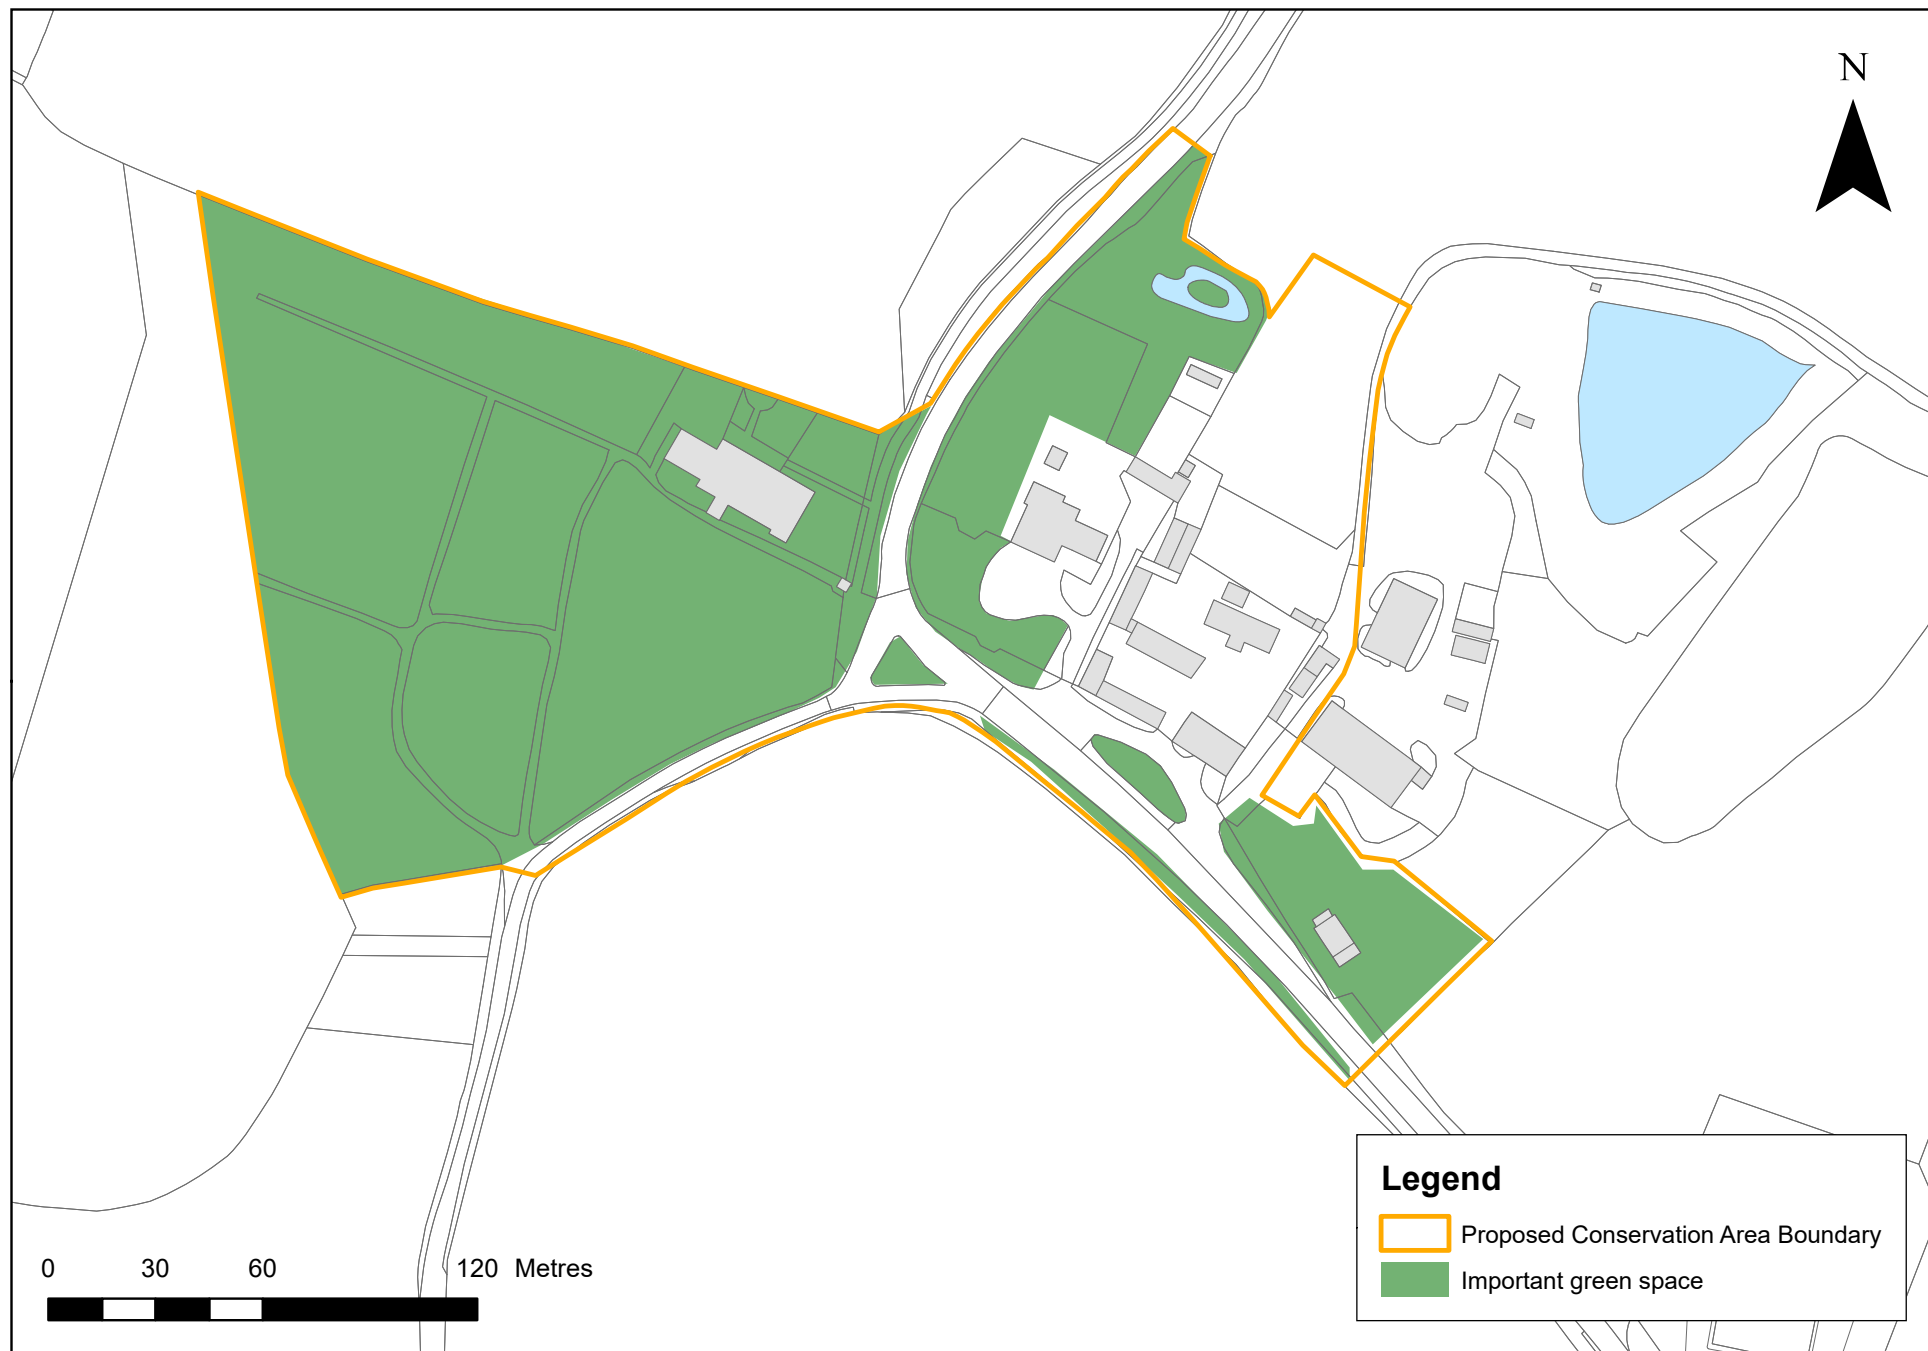 N
Legend
Proposed Conservation Area Boundary
Important green space
0 30 60 120 Metres